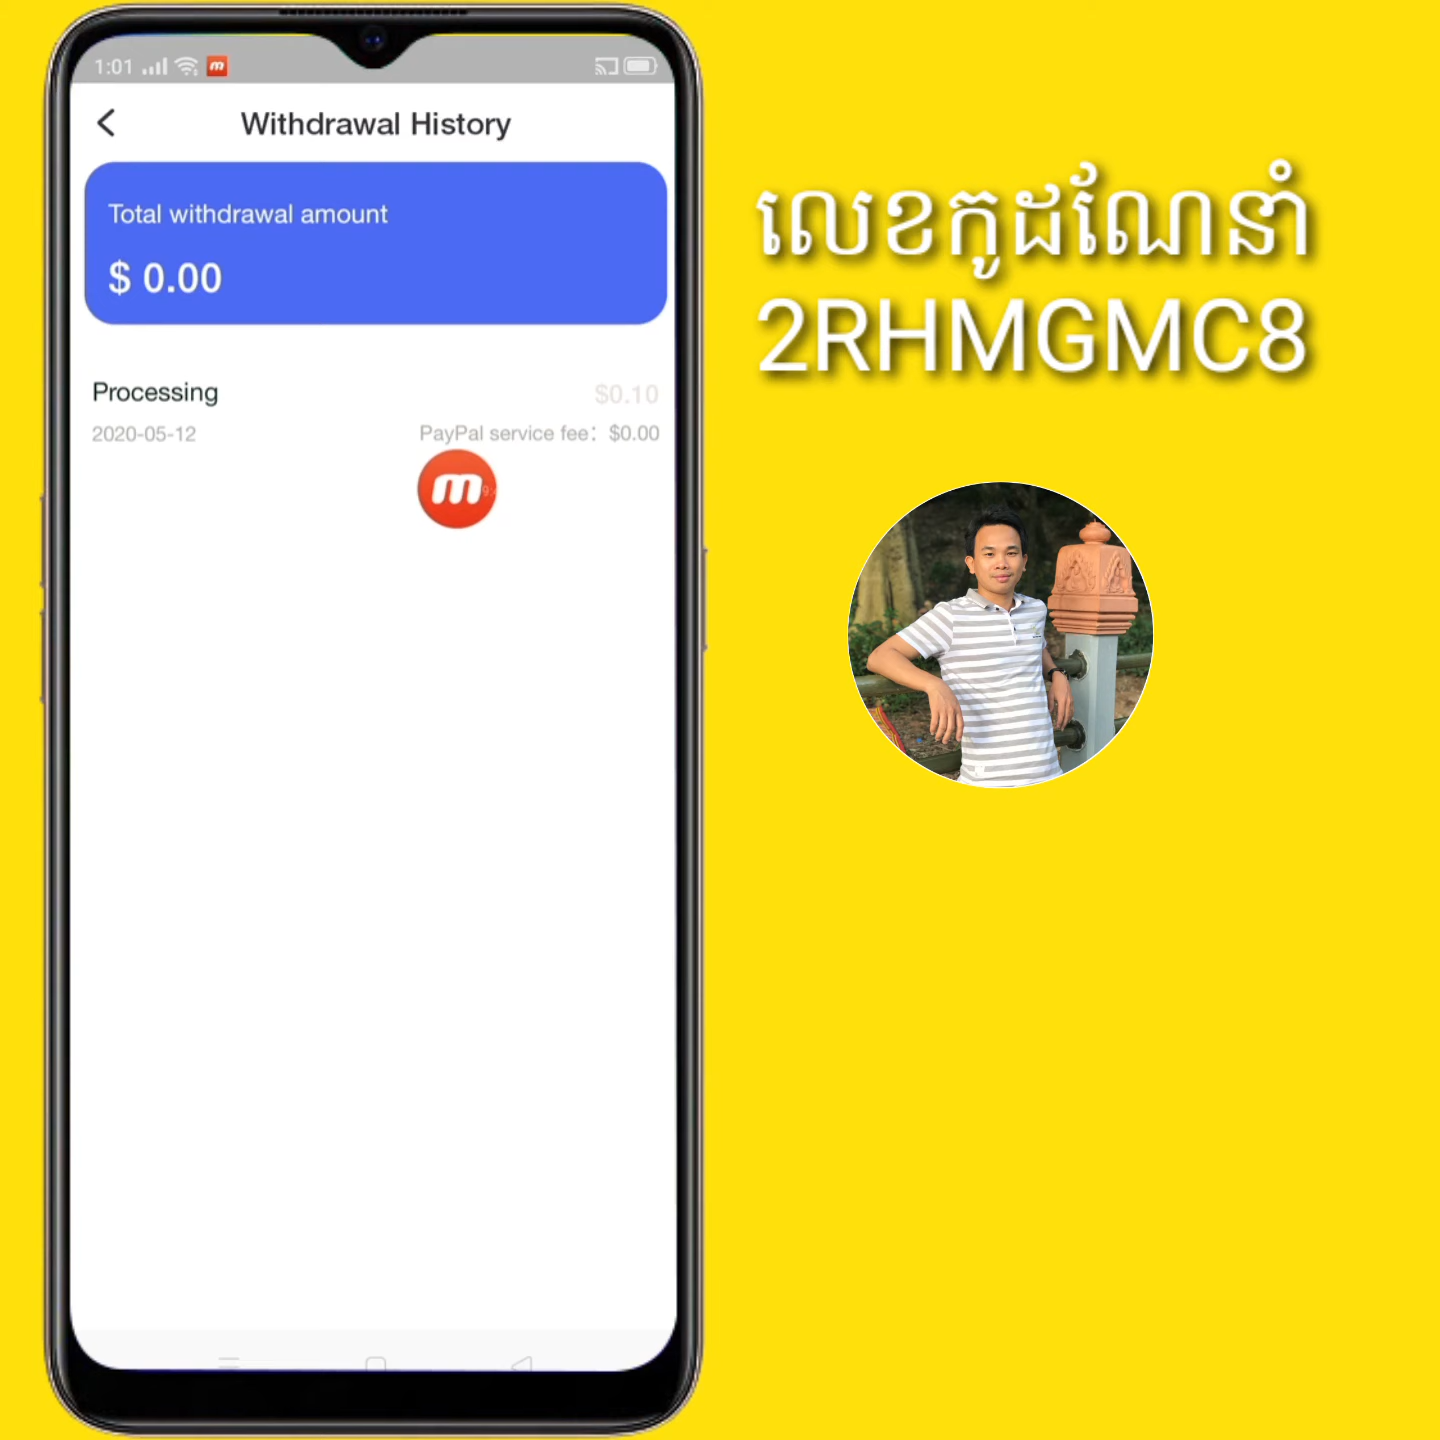 1:01
Withdrawal History
Total withdrawal amount
$ 0.00
Processing
$0.10
2020-05-12
PayPal service fee: $0.00
លេខកូដណែនាំ
2RHMGMC8